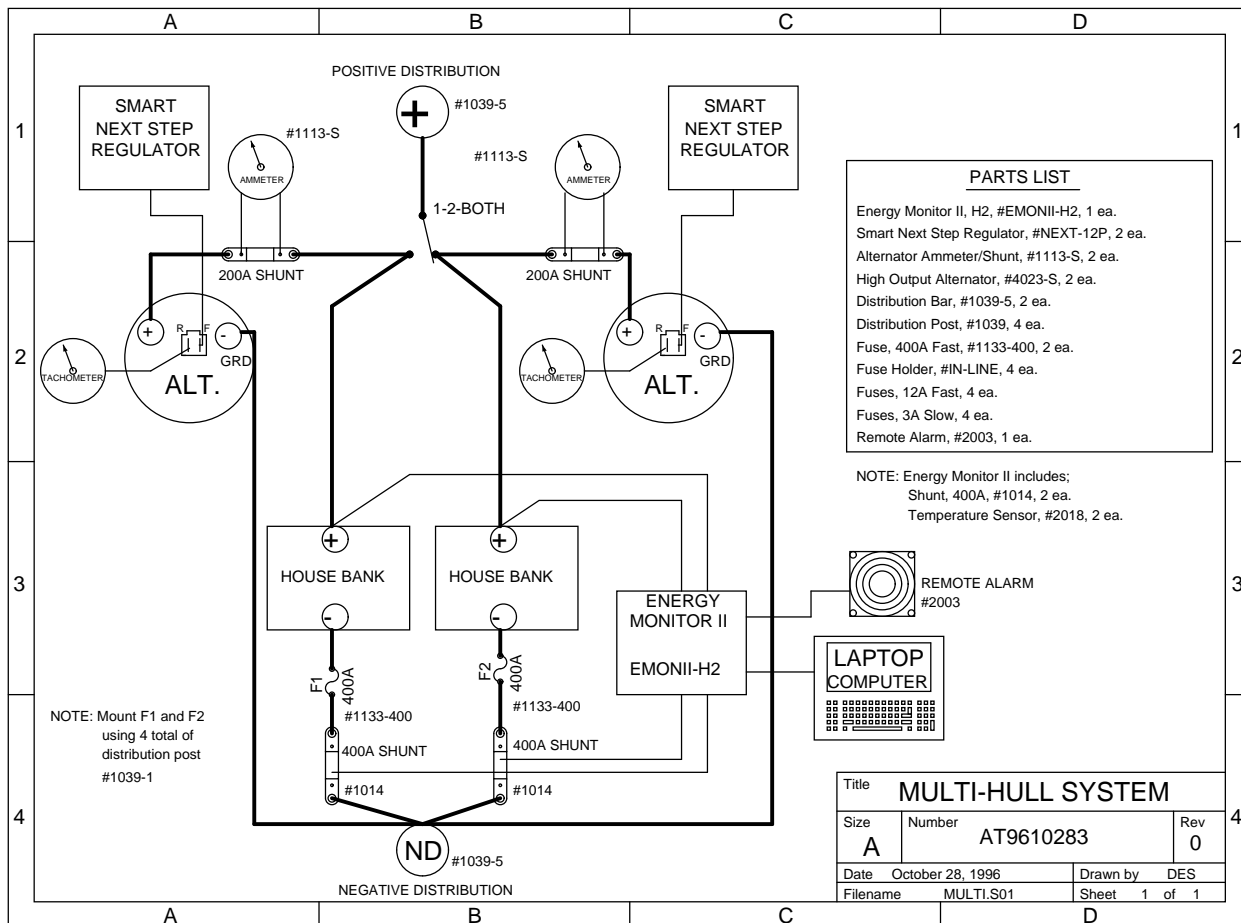 A B C D
1
2
3
4
1
2
3
4
POSITIVE DISTRIBUTION
+
#1039-5
SMART
NEXT STEP
REGULATOR
#1113-S
AMMETER
#1113-S
AMMETER
SMART
NEXT STEP
REGULATOR
1-2-BOTH
200A SHUNT
200A SHUNT
+
R F
-
GRD
TACHOMETER
ALT.
+
R F
-
GRD
TACHOMETER
ALT.
PARTS LIST
Energy Monitor II, H2, #EMONII-H2, 1 ea.
Smart Next Step Regulator, #NEXT-12P, 2 ea.
Alternator Ammeter/Shunt, #1113-S, 2 ea.
High Output Alternator, #4023-S, 2 ea.
Distribution Bar, #1039-5, 2 ea.
Distribution Post, #1039, 4 ea.
Fuse, 400A Fast, #1133-400, 2 ea.
Fuse Holder, #IN-LINE, 4 ea.
Fuses, 12A Fast, 4 ea.
Fuses, 3A Slow, 4 ea.
Remote Alarm, #2003, 1 ea.
NOTE: Energy Monitor II includes;
Shunt, 400A, #1014, 2 ea.
Temperature Sensor, #2018, 2 ea.
+
HOUSE BANK
-
+
HOUSE BANK
-
ENERGY
MONITOR II
EMONII-H2
REMOTE ALARM
#2003
LAPTOP
COMPUTER
F1
400A
#1133-400
F2
400A
#1133-400
NOTE: Mount F1 and F2
using 4 total of
distribution post
#1039-1
400A SHUNT
#1014
400A SHUNT
#1014
ND
#1039-5
NEGATIVE DISTRIBUTION
Title MULTI-HULL SYSTEM
Size A
Number AT9610283
Rev 0
Date October 28, 1996
Drawn by DES
Filename MULTI.S01
Sheet 1 of 1
A B C D